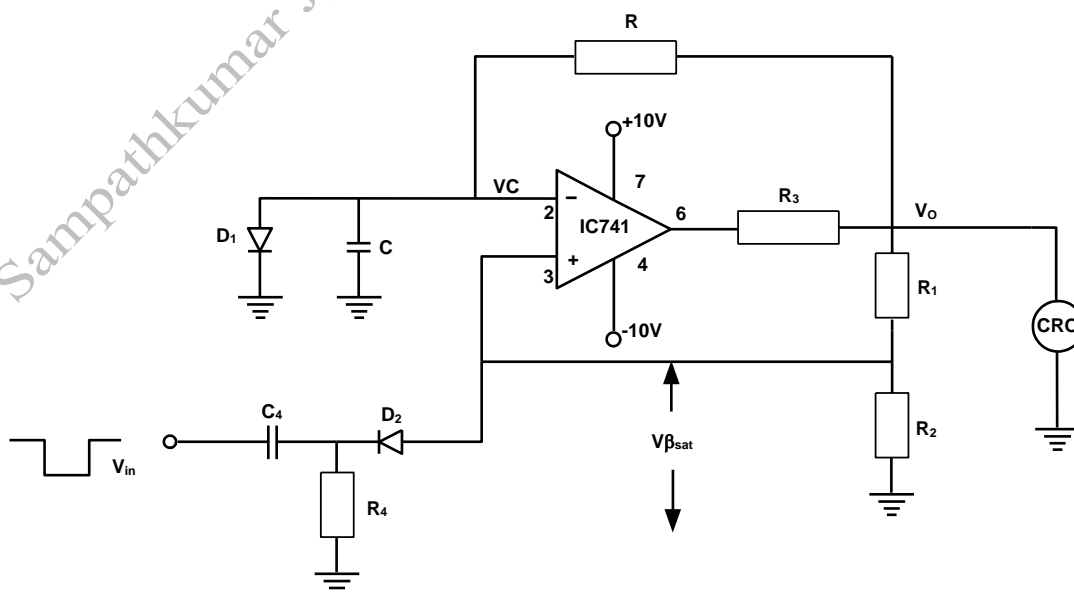 Sampathkumar
R
+10V
VC
7
2
−
IC741
6
R₃
V₀
D₁
C
+
3
4
R₁
-10V
CRO
C₄
D₂
R₂
Vβsat
Vin
R₄